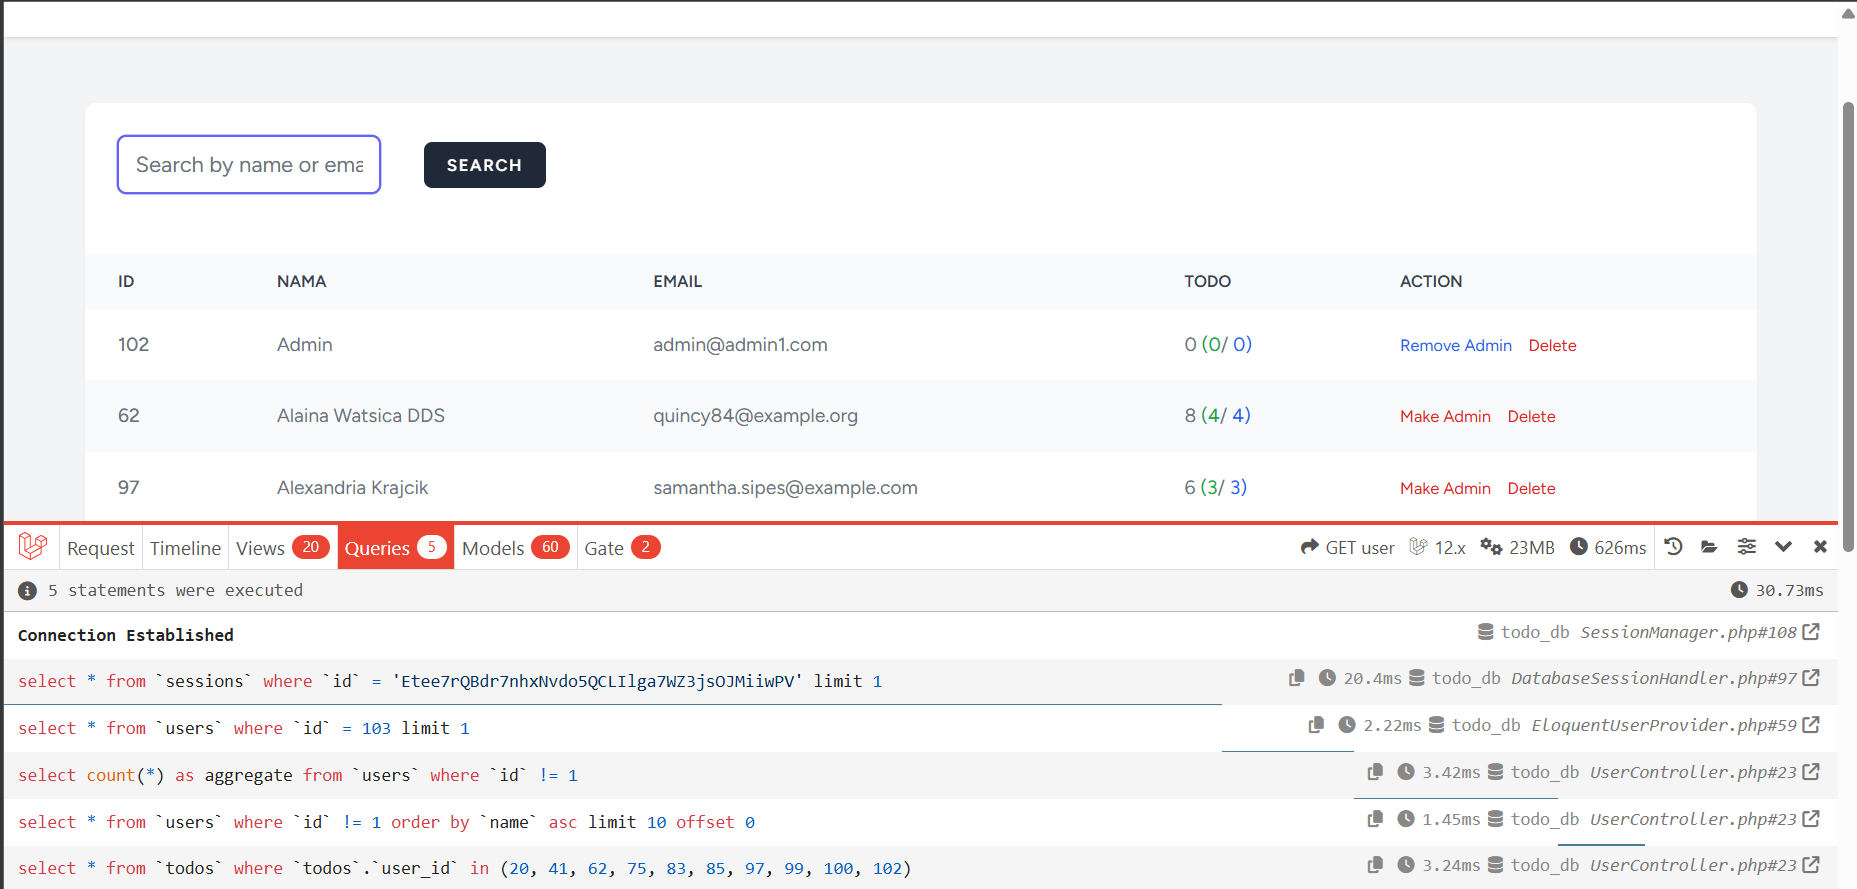 Search by name or ema
SEARCH
ID NAMA EMAIL TODO ACTION
102 Admin admin@admin1.com 0 (0/ 0) Remove Admin Delete
62 Alaina Watsica DDS quincy84@example.org 8 (4/ 4) Make Admin Delete
97 Alexandria Krajcik samantha.sipes@example.com 6 (3/ 3) Make Admin Delete
Request Timeline Views 20 Queries 5 Models 60 Gate 2 GET user 12.x 23MB 626ms
5 statements were executed 30.73ms
Connection Established todo_db SessionManager.php#108
select * from `sessions` where `id` = 'Etee7rQBdr7nhxNvdo5QCLIlga7WZ3jsOJMiiwPV' limit 1 20.4ms todo_db DatabaseSessionHandler.php#97
select * from `users` where `id` = 103 limit 1 2.22ms todo_db EloquentUserProvider.php#59
select count(*) as aggregate from `users` where `id` != 1 3.42ms todo_db UserController.php#23
select * from `users` where `id` != 1 order by `name` asc limit 10 offset 0 1.45ms todo_db UserController.php#23
select * from `todos` where `todos`.`user_id` in (20, 41, 62, 75, 83, 85, 97, 99, 100, 102) 3.24ms todo_db UserController.php#23